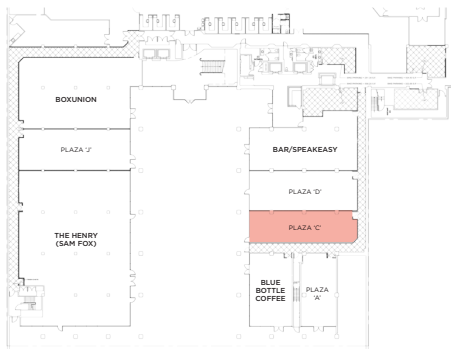 BOXUNION
PLAZA 'J'
THE HENRY
(SAM FOX)
BAR/SPEAKEASY
PLAZA 'D'
PLAZA 'C'
BLUE
BOTTLE
COFFEE
PLAZA
'A'